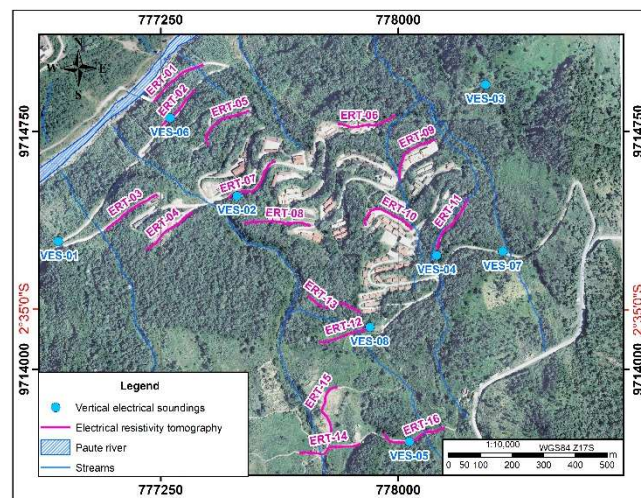 777250
778000
N
W
E
S
ERT-01
ERT-02
VES-06
ERT-05
ERT-06
VES-03
9714750
9714750
ERT-09
ERT-07
VES-02
ERT-03
ERT-04
ERT-08
ERT-10
ERT-11
VES-01
VES-04
VES-07
ERT-13
ERT-12
VES-08
2°35'0"S
2°35'0"S
9714000
9714000
ERT-15
ERT-14
ERT-16
VES-05
Legend
Vertical electrical soundings
Electrical resistivity tomography
Paute river
Streams
1:10,000
WGS84 Z17S
0 50 100 200 300 400 500
m
777250
778000